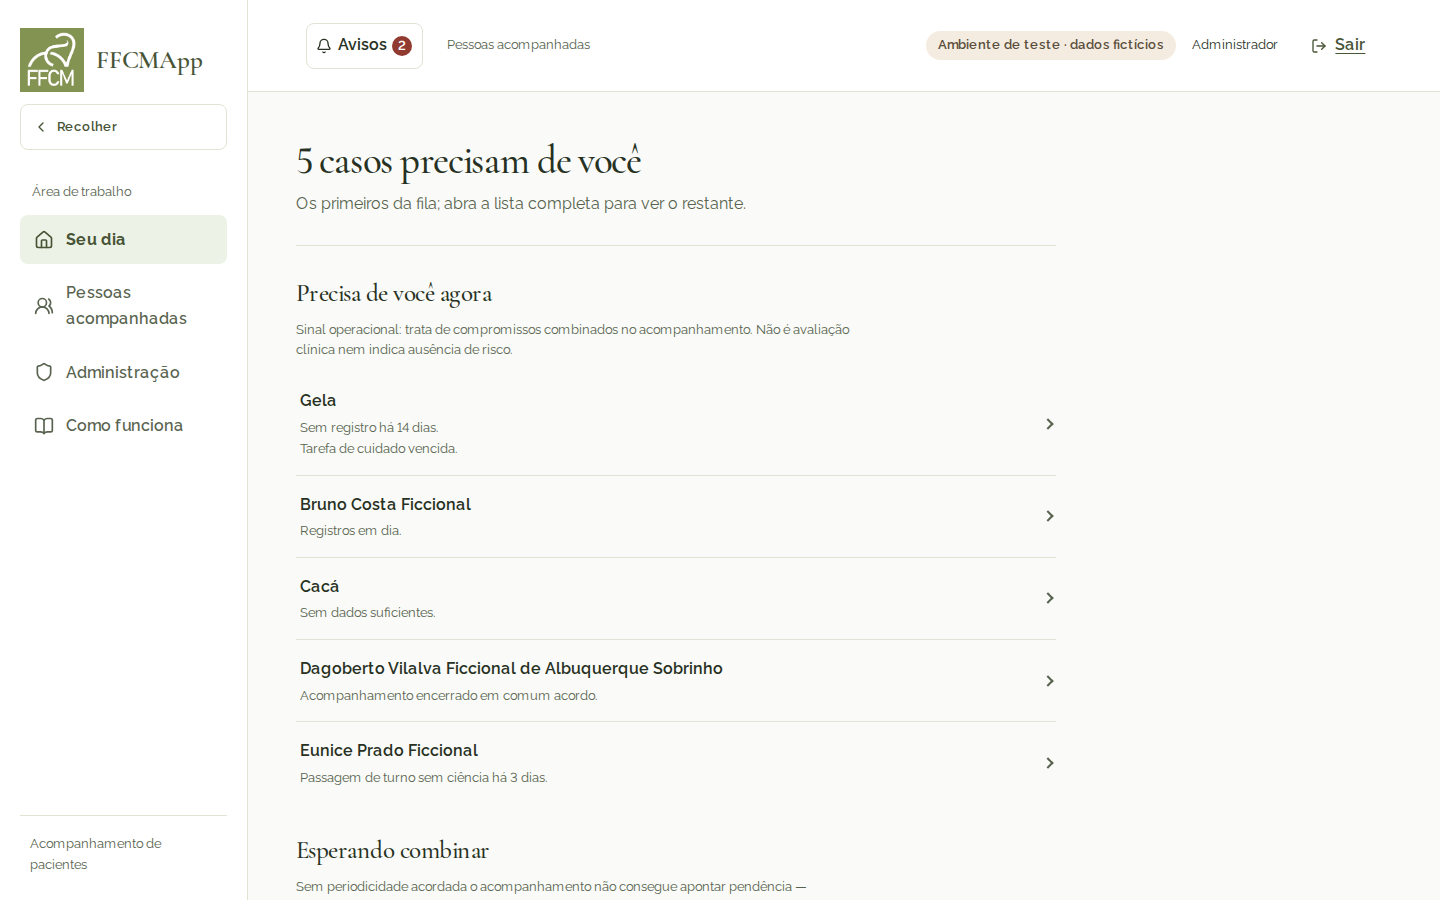 FFCM
FFCMApp
Recolher
Área de trabalho
Seu dia
Pessoas
acompanhadas
Administração
Como funciona
Acompanhamento de
pacientes
Avisos 2
Pessoas acompanhadas
Ambiente de teste · dados fictícios
Administrador
Sair
5 casos precisam de você
Os primeiros da fila; abra a lista completa para ver o restante.
Precisa de você agora
Sinal operacional: trata de compromissos combinados no acompanhamento. Não é avaliação
clínica nem indica ausência de risco.
Gela
Sem registro há 14 dias.
Tarefa de cuidado vencida.
Bruno Costa Ficcional
Registros em dia.
Cacá
Sem dados suficientes.
Dagoberto Vilalva Ficcional de Albuquerque Sobrinho
Acompanhamento encerrado em comum acordo.
Eunice Prado Ficcional
Passagem de turno sem ciência há 3 dias.
Esperando combinar
Sem periodicidade acordada o acompanhamento não consegue apontar pendência —